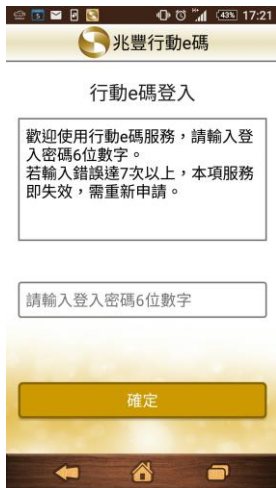 43% 17:21
兆豐行動e碼
行動e碼登入
歡迎使用行動e碼服務，請輸入登
入密碼6位數字。
若輸入錯誤達7次以上，本項服務
即失效，需重新申請。
請輸入登入密碼6位數字
確定